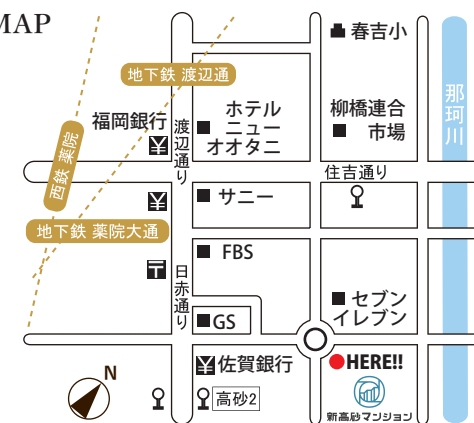 MAP
春吉小
地下鉄 渡辺通
那珂川
福岡銀行
渡辺通り
ホテル
ニュー
オオタニ
柳橋連合
市場
西鉄 薬院
住吉通り
サニー
地下鉄 薬院大通
FBS
日赤通り
セブン
イレブン
GS
佐賀銀行
HERE!!
N
高砂2
新高砂マンション